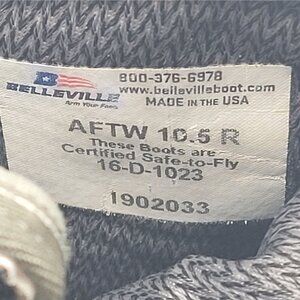 BELLEVILLE
Arm Your Feet
800-376-6978
www.bellevilleboot.com
MADE IN THE USA
AFTW 10.5 R
These Boots are
Certified Safe-to-Fly
16-D-1023
1902033